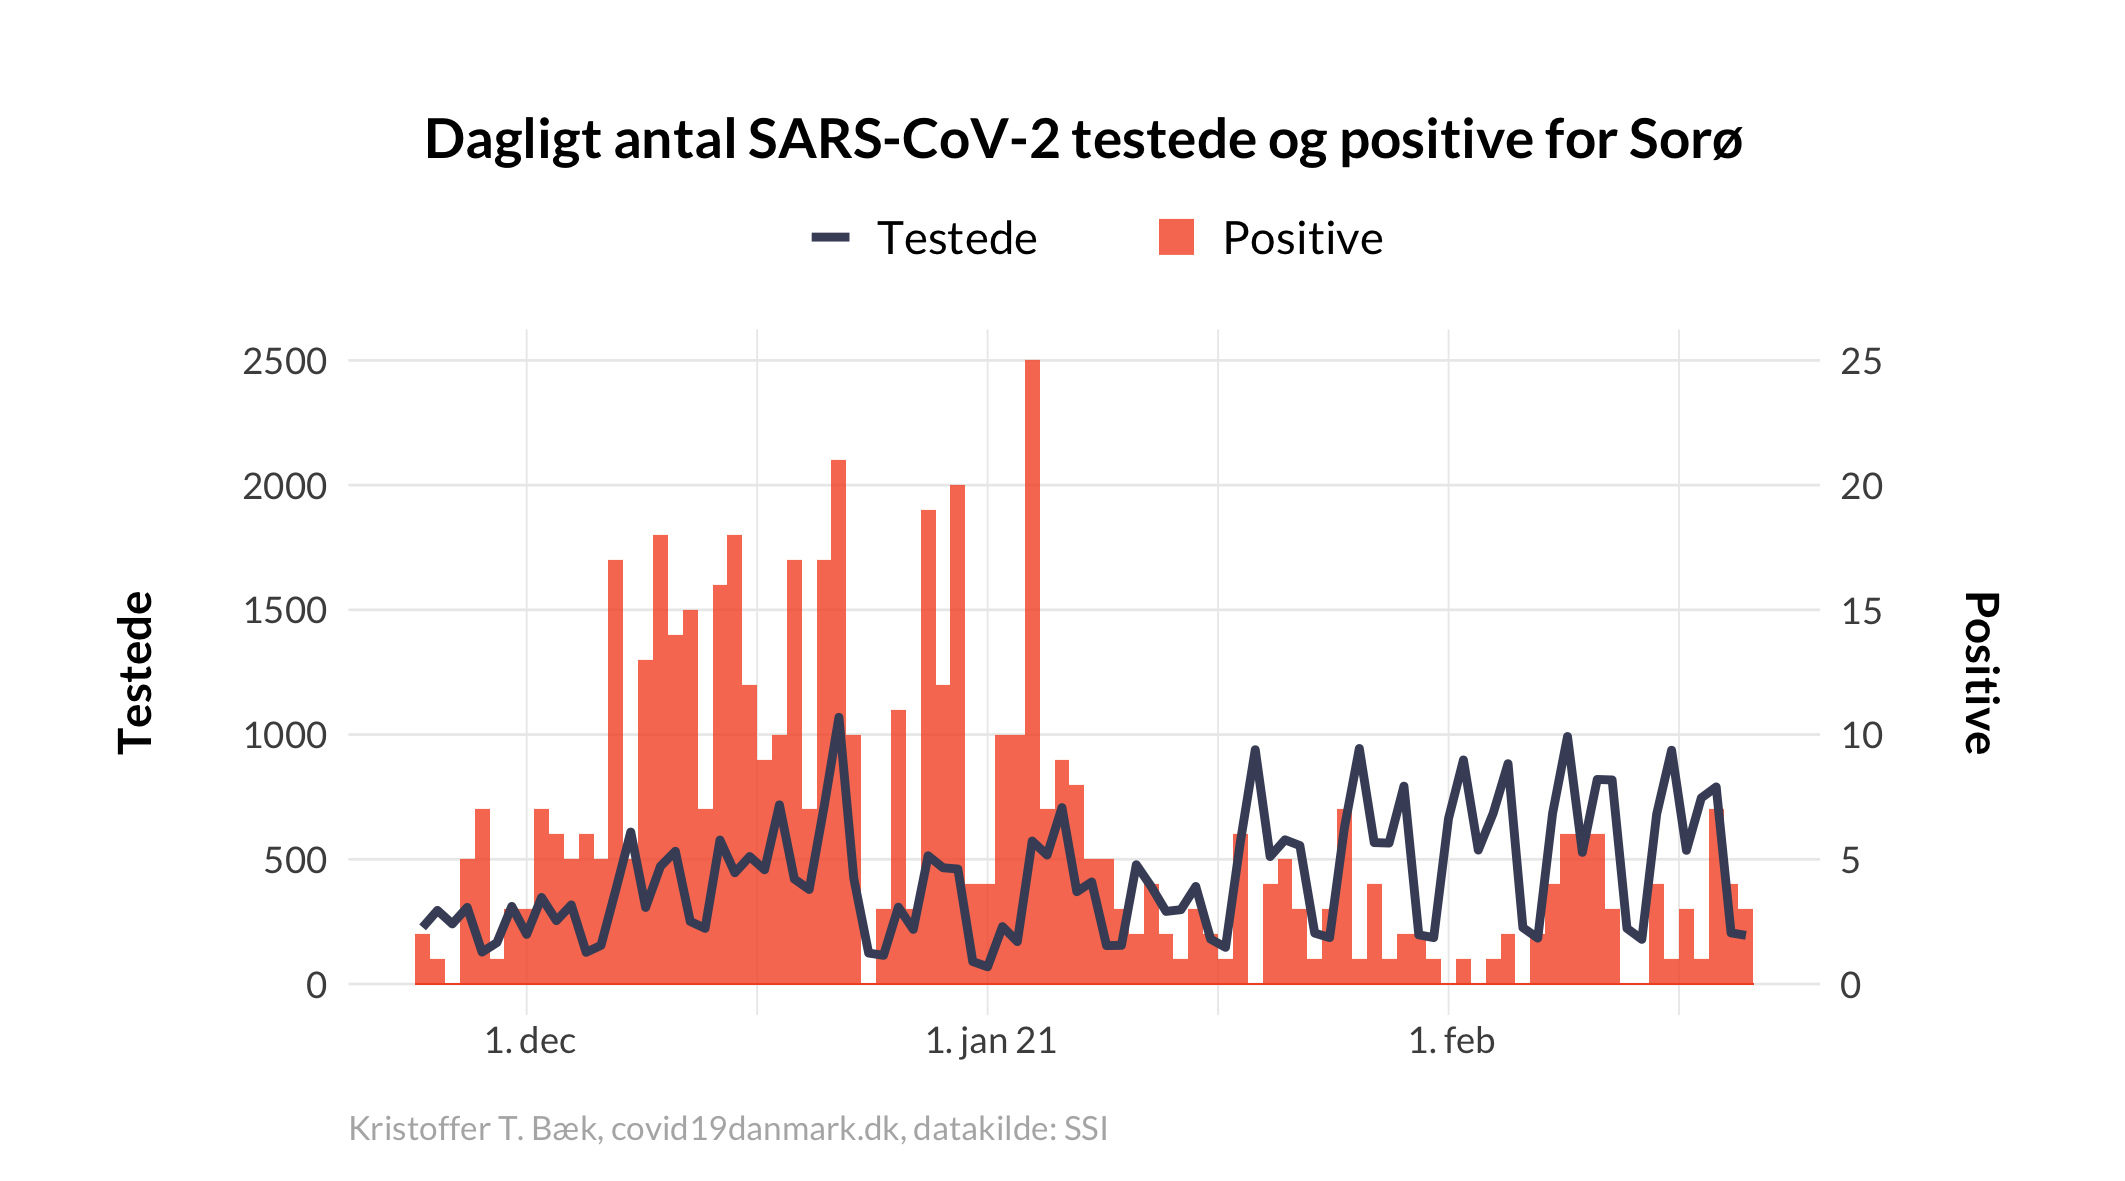 Dagligt antal SARS-CoV-2 testede og positive for Sorø
Testede Positive
2500 25
2000 20
1500 15
1000 10
500 5
0 0
Testede
Positive
1. dec 1. jan 21 1. feb
Kristoffer T. Bæk, covid19danmark.dk, datakilde: SSI